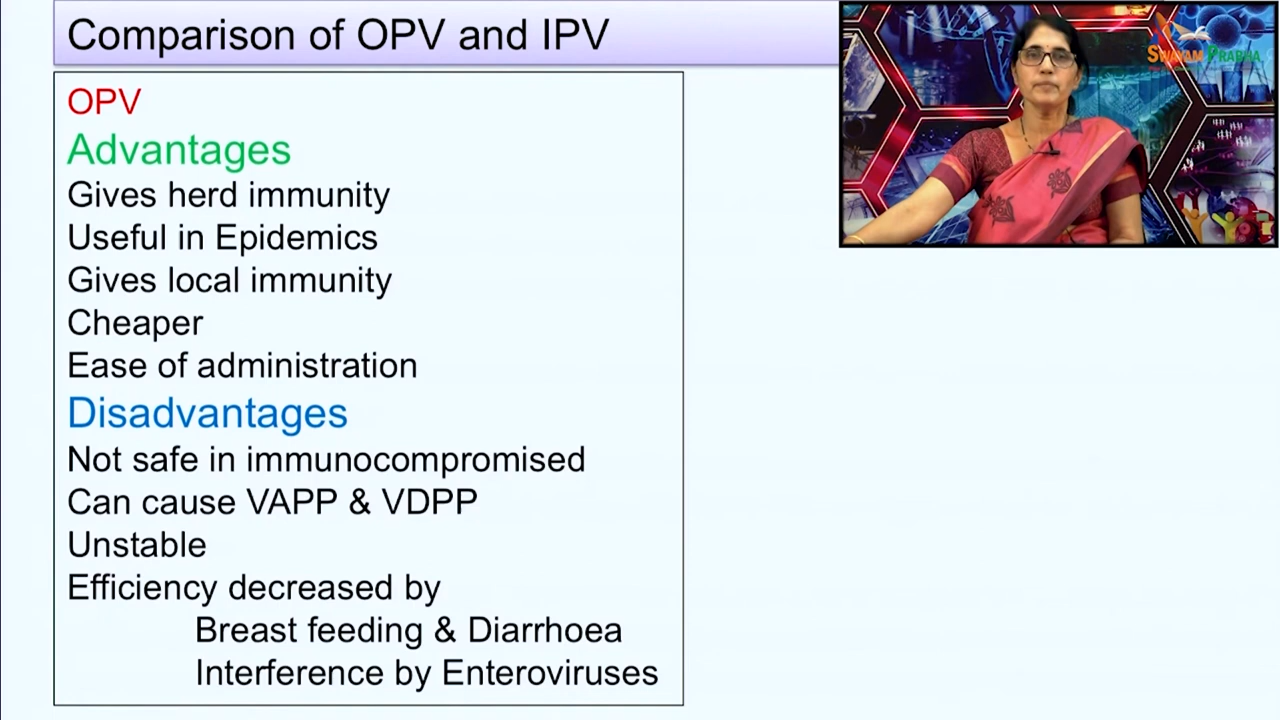 Comparison of OPV and IPV
SWAYAM PRABHA
OPV
Advantages
Gives herd immunity
Useful in Epidemics
Gives local immunity
Cheaper
Ease of administration
Disadvantages
Not safe in immunocompromised
Can cause VAPP & VDPP
Unstable
Efficiency decreased by
Breast feeding & Diarrhoea
Interference by Enteroviruses